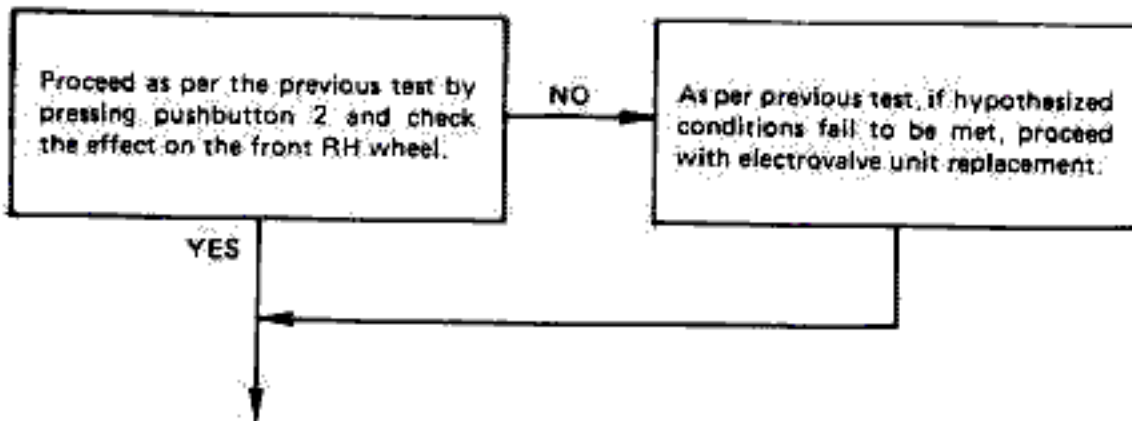 Proceed as per the previous test by
pressing pushbutton 2 and check
the effect on the front RH wheel.
NO
As per previous test, if hypothesized
conditions fail to be met, proceed
with electrovalve unit replacement.
YES